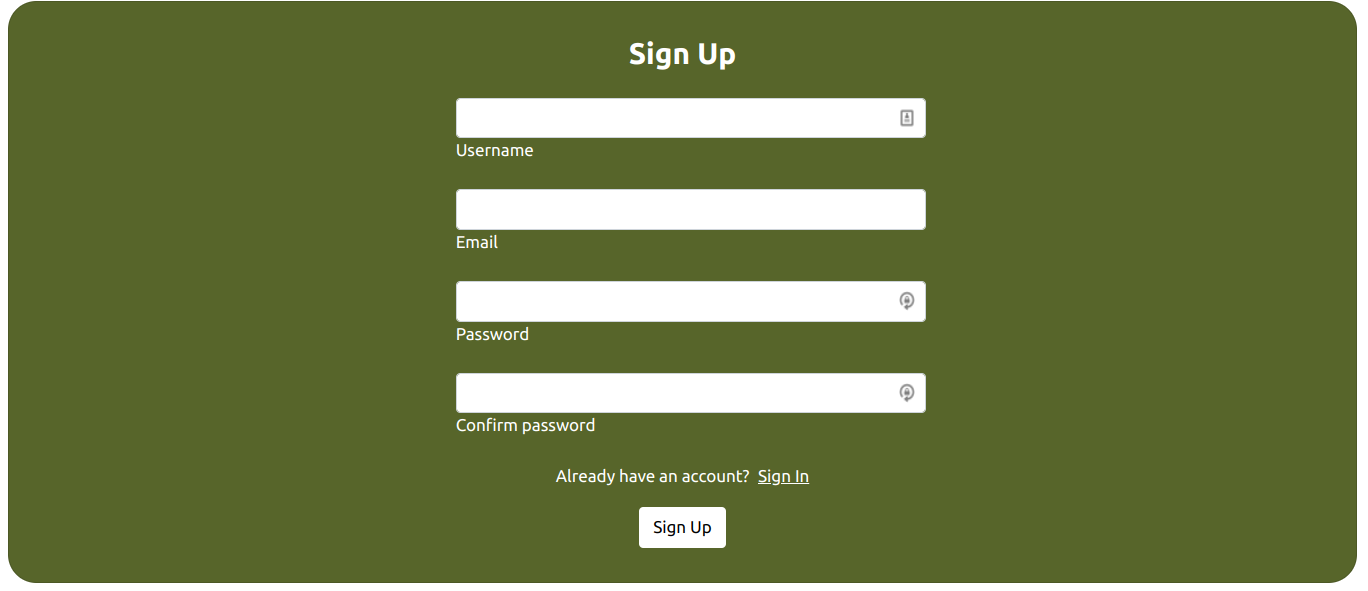 Sign Up
Username
Email
Password
Confirm password
Already have an account? Sign In
Sign Up